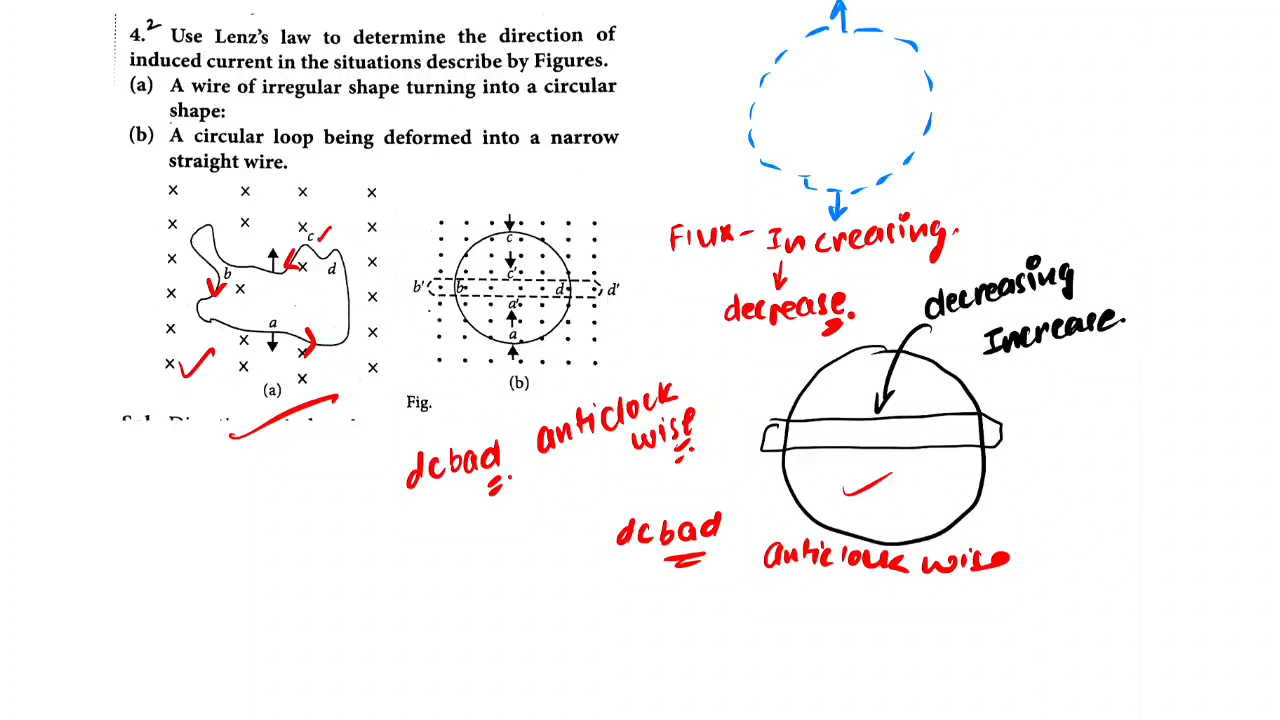 4.2 Use Lenz's law to determine the direction of
induced current in the situations describe by Figures.
(a) A wire of irregular shape turning into a circular
shape:
(b) A circular loop being deformed into a narrow
straight wire.
x x x x
x x x x
c
x x x
b d
x x
x x
a
x x x
x x x x
x
(a)
c
c'
b' b d d'
a'
a
(b)
Fig.
Flux - Increasing.
decrease.
decreasing
Increase.
dcbad anticlock
wise
dcbad
anticlock wise